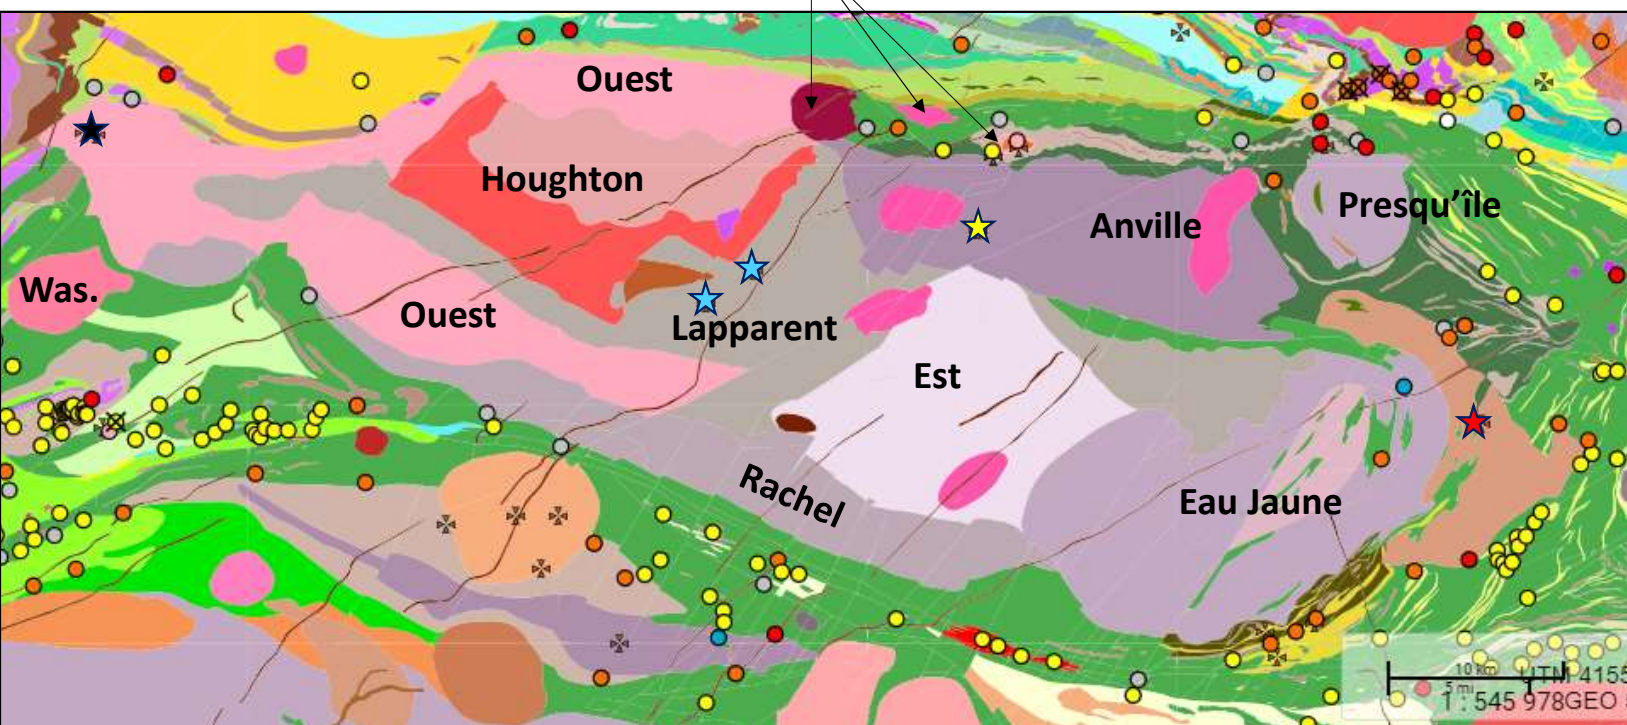 Ouest
Houghton
Presqu’île
Anville
Was.
Ouest
Lapparent
Est
Rachel
Eau Jaune
10 km
UTM 4155
5 mi
1 : 545 978GEO